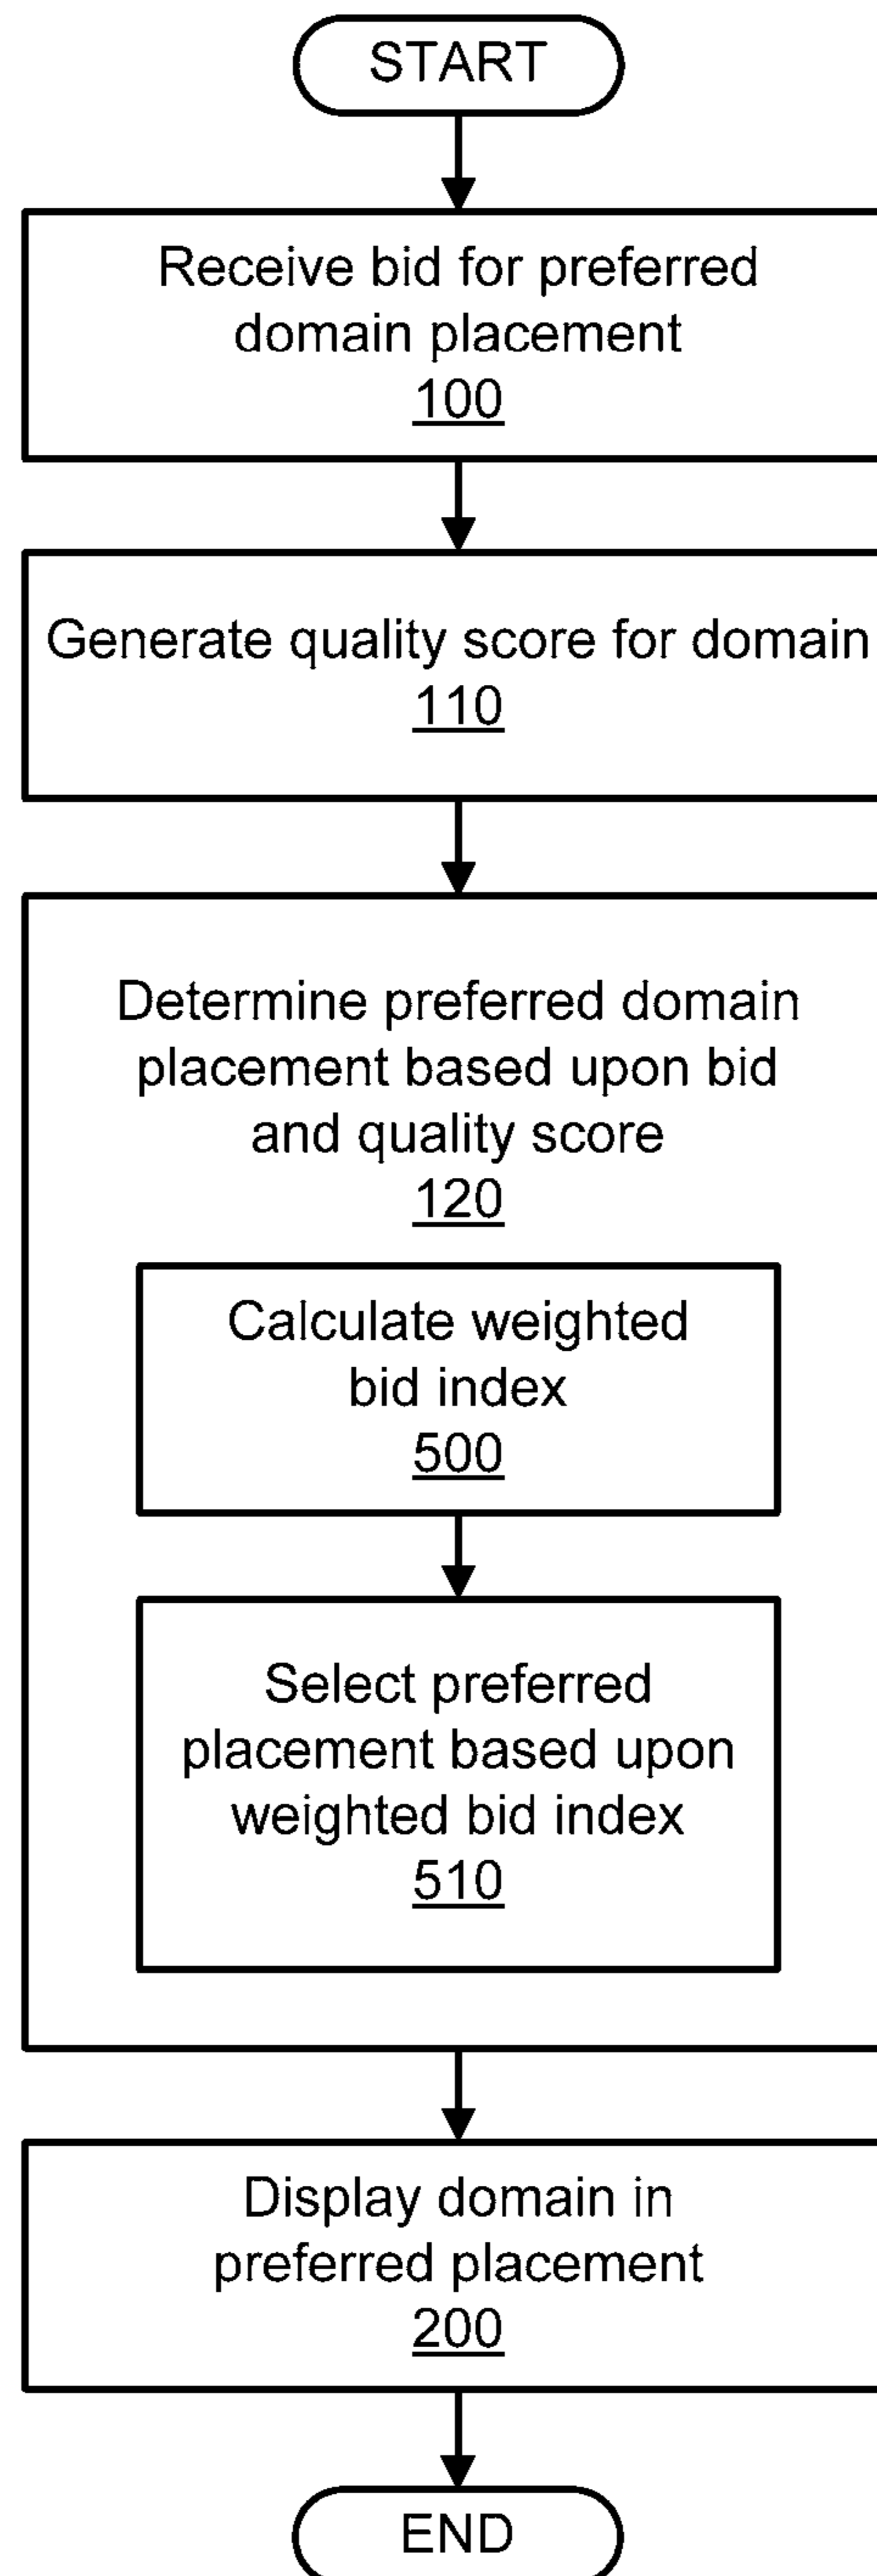 START
Receive bid for preferred
domain placement
100
Generate quality score for domain
110
Determine preferred domain
placement based upon bid
and quality score
120
Calculate weighted
bid index
500
Select preferred
placement based upon
weighted bid index
510
Display domain in
preferred placement
200
END